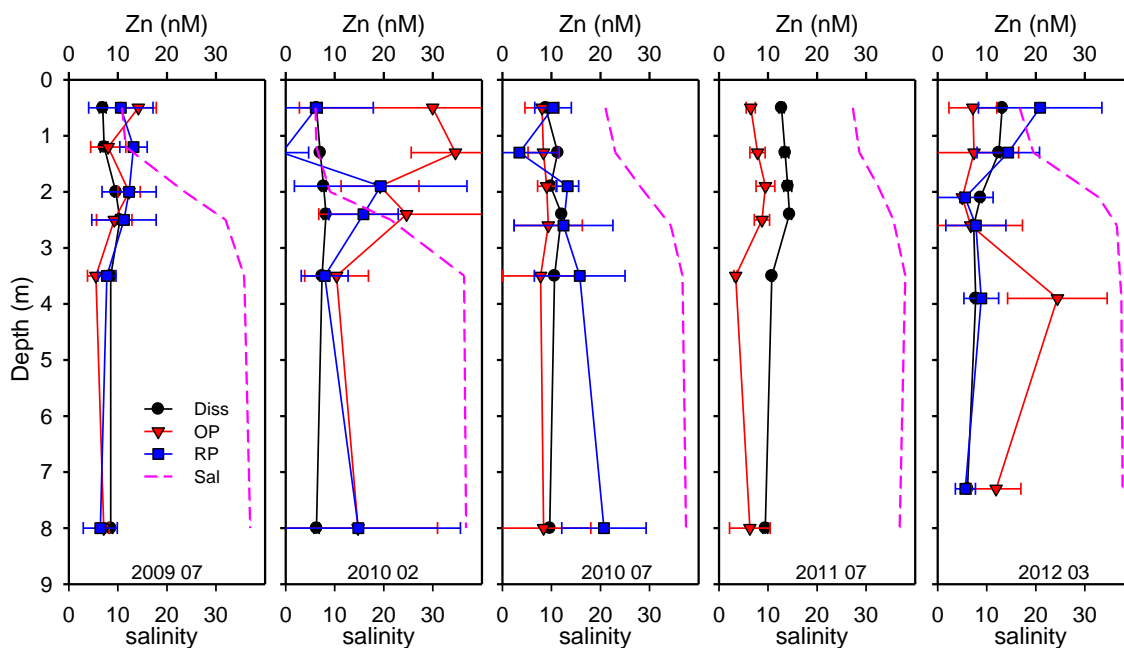 Zn (nM) Zn (nM) Zn (nM) Zn (nM) Zn (nM)
0 10 20 30 0 10 20 30 0 10 20 30 0 10 20 30 0 10 20 30
0
1
2
3
4
5
6
7
8
9
Depth (m)
Diss
OP
RP
Sal
2009 07 2010 02 2010 07 2011 07 2012 03
0 10 20 30 0 10 20 30 0 10 20 30 0 10 20 30 0 10 20 30
salinity salinity salinity salinity salinity